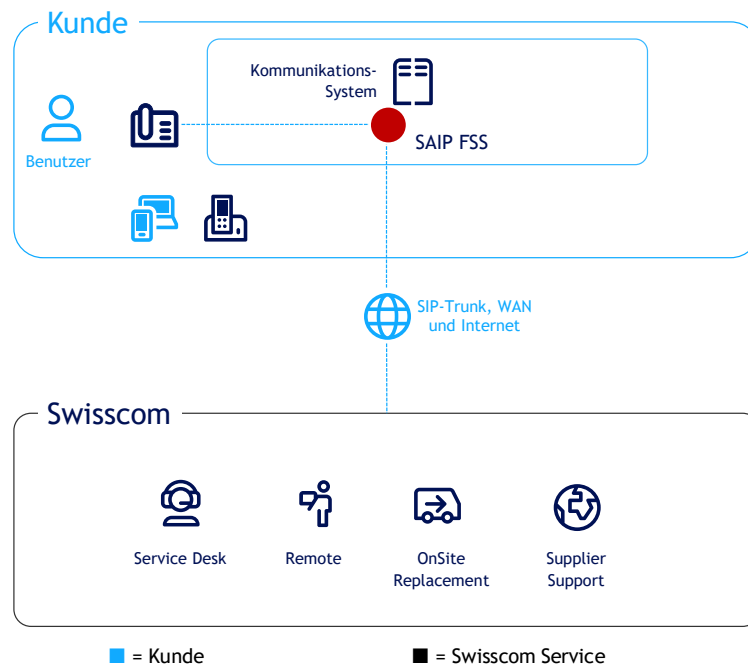 Kunde
Kommunikations-
System
SAIP FSS
Benutzer
SIP-Trunk, WAN
und Internet
Swisscom
Service Desk
Remote
OnSite
Replacement
Supplier
Support
= Kunde
= Swisscom Service